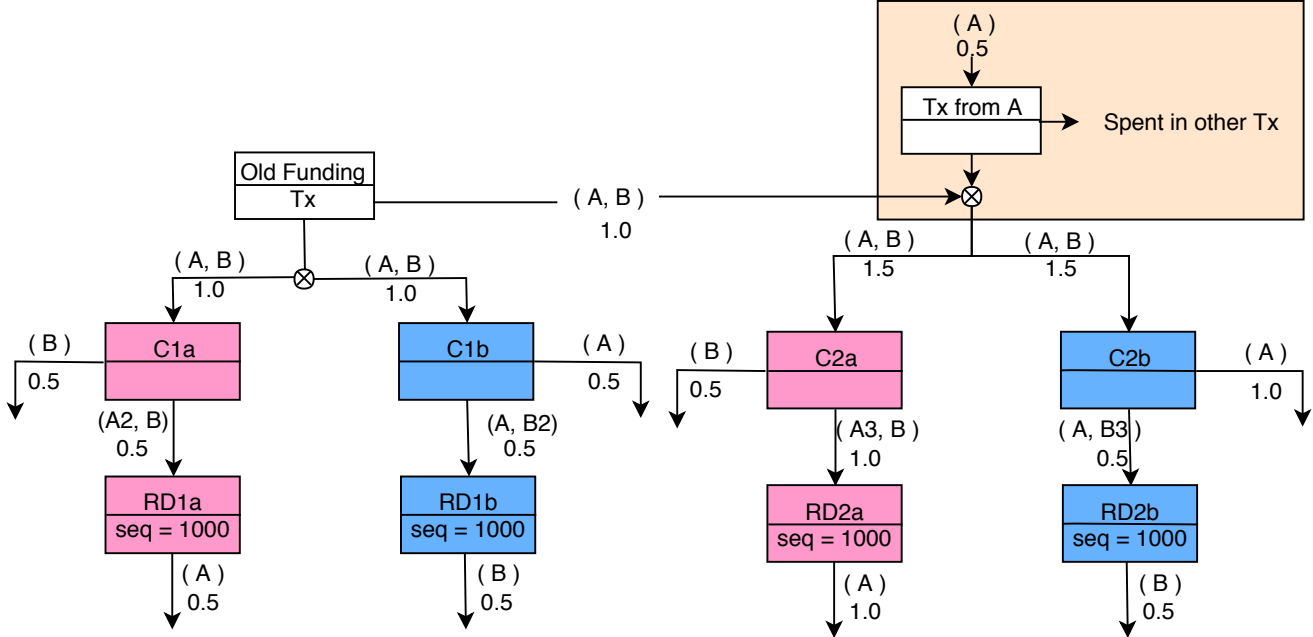 ( A )
0.5
Tx from A
Spent in other Tx
Old Funding
Tx
( A, B )
1.0
( A, B )
1.0
( A, B )
1.0
( A, B )
1.5
( A, B )
1.5
( B )
0.5
C1a
C1b
( A )
0.5
( B )
0.5
C2a
C2b
( A )
1.0
(A2, B)
0.5
(A, B2)
0.5
( A3, B )
1.0
( A, B3)
0.5
RD1a
seq = 1000
RD1b
seq = 1000
RD2a
seq = 1000
RD2b
seq = 1000
( A )
0.5
( B )
0.5
( A )
1.0
( B )
0.5